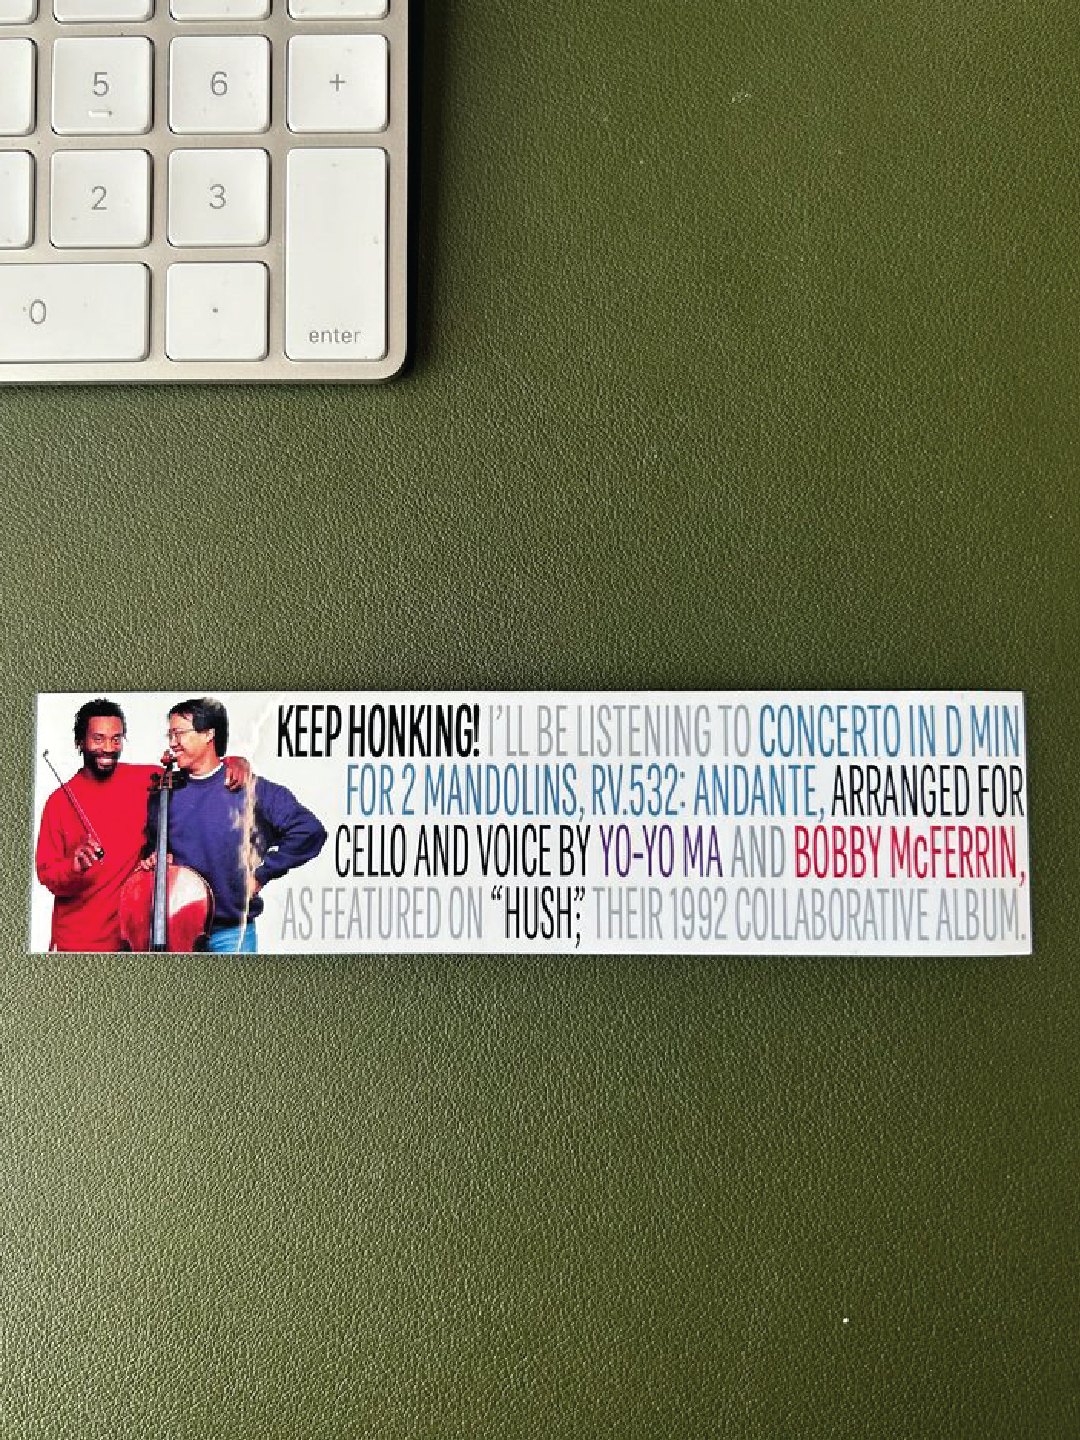 5 6 +
2 3
0 .
enter
KEEP HONKING! I'LL BE LISTENING TO CONCERTO IN D MIN
FOR 2 MANDOLINS, RV.532: ANDANTE, ARRANGED FOR
CELLO AND VOICE BY YO-YO MA AND BOBBY McFERRIN,
AS FEATURED ON “HUSH,” THEIR 1992 COLLABORATIVE ALBUM.